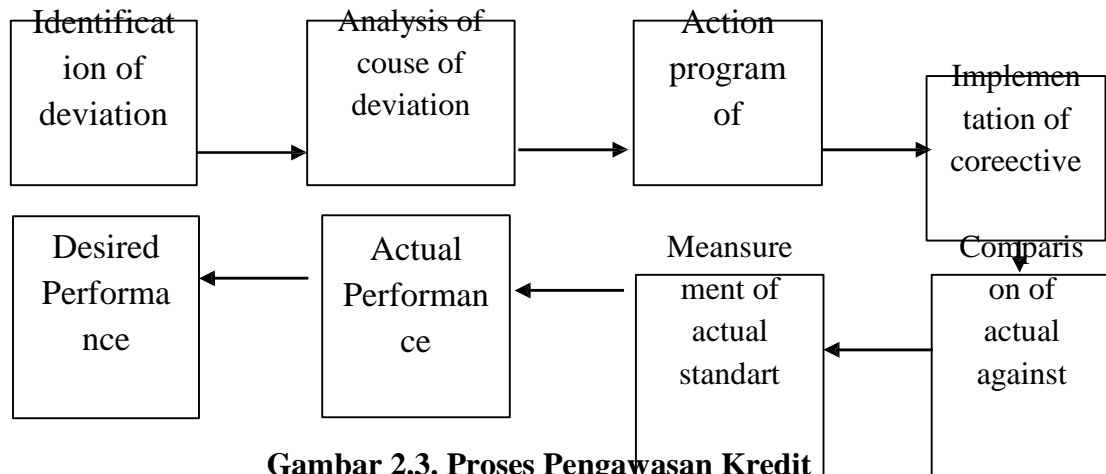 Identificat
ion of
deviation
Analysis of
couse of
deviation
Action
program
of
Implemen
tation of
coreective
Desired
Performa
nce
Actual
Performan
ce
Meansure
ment of
actual
standart
Comparis
on of
actual
against
Gambar 2.3. Proses Pengawasan Kredit